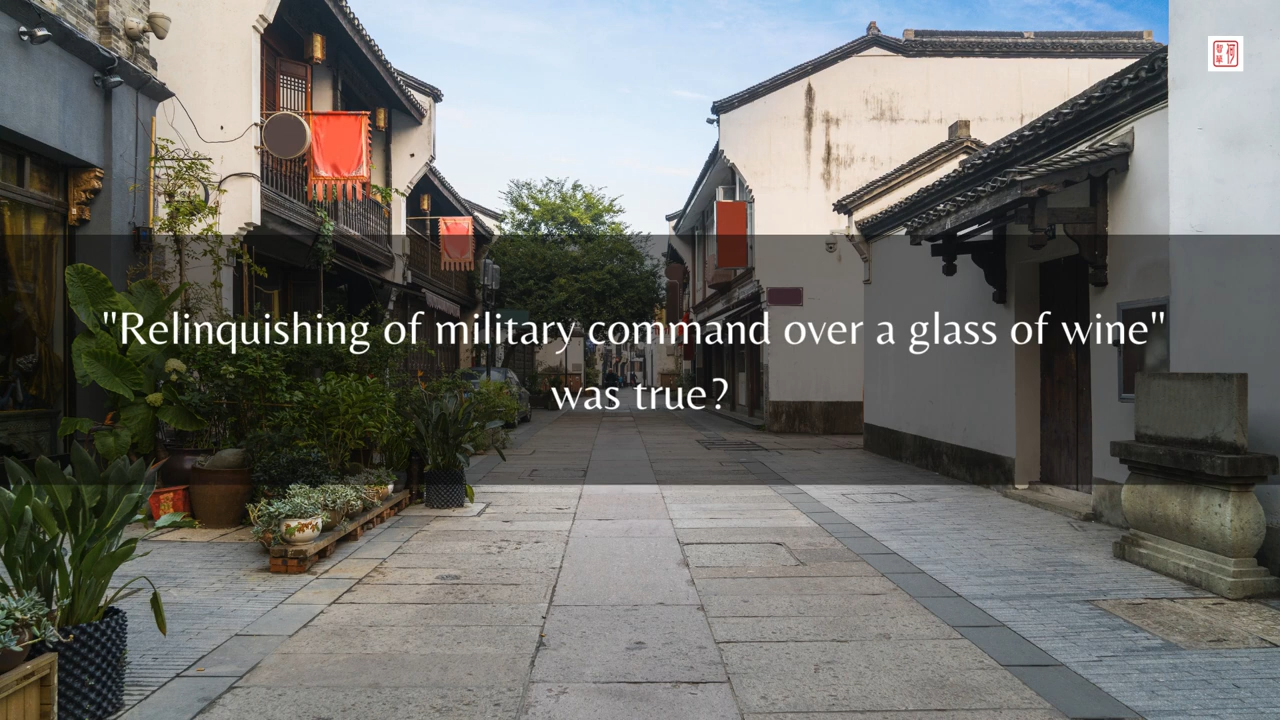 "Relinquishing of military command over a glass of wine"
was true?